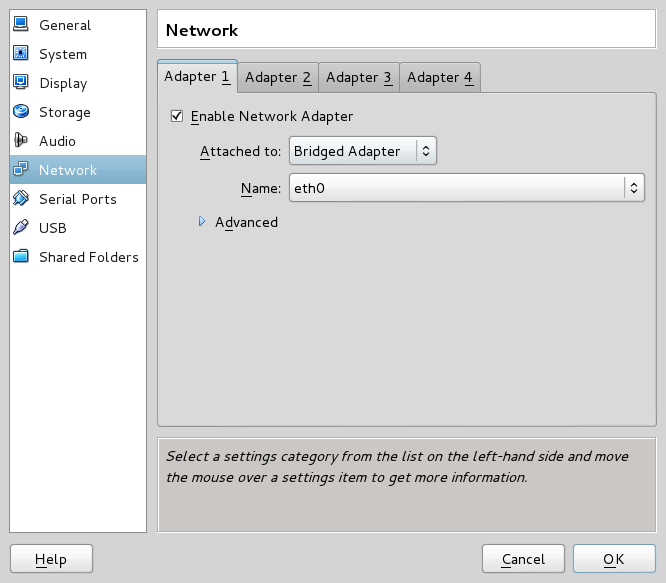 General
System
Display
Storage
Audio
Network
Serial Ports
USB
Shared Folders
Network
Adapter 1 Adapter 2 Adapter 3 Adapter 4
Enable Network Adapter
Attached to: Bridged Adapter
Name: eth0
Advanced
Select a settings category from the list on the left-hand side and move
the mouse over a settings item to get more information.
Help Cancel OK